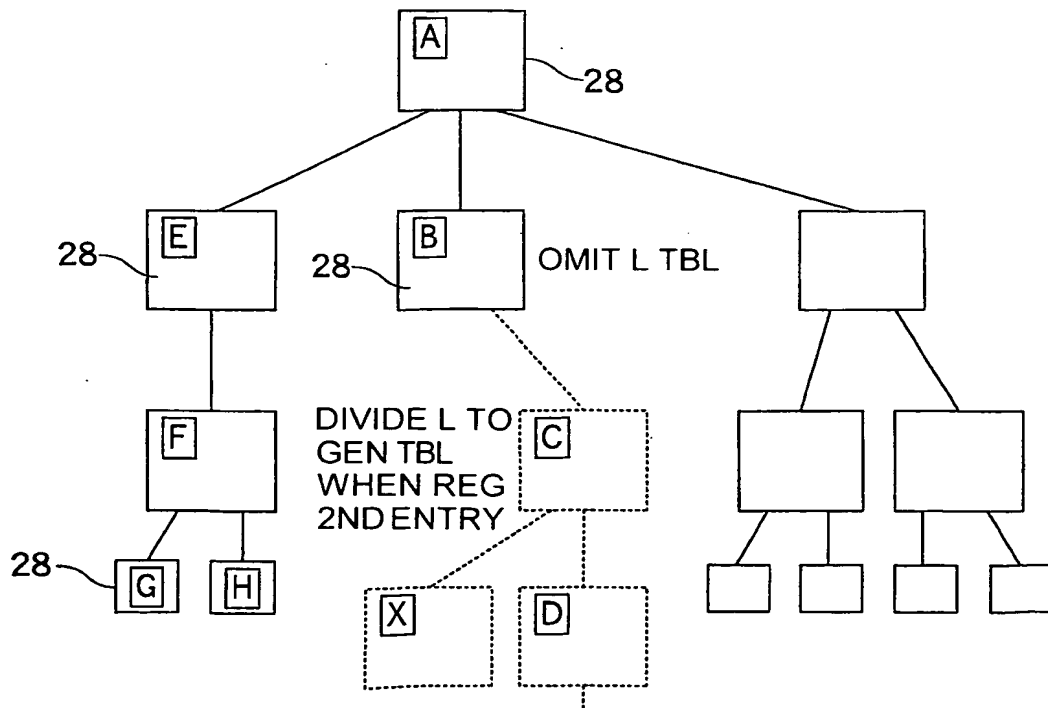 A
28
E
28
B
28
OMIT L TBL
DIVIDE L TO
GEN TBL
WHEN REG
2ND ENTRY
F
C
28
G
H
X
D